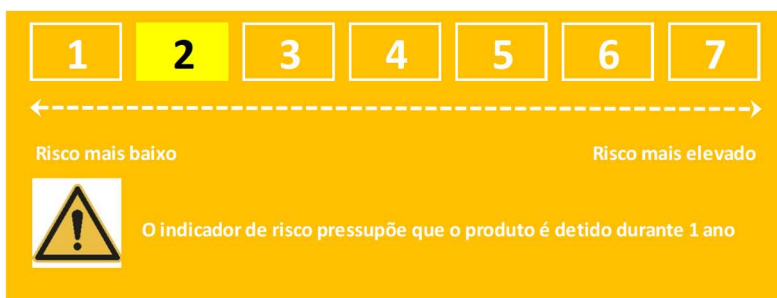 1 2 3 4 5 6 7
Risco mais baixo Risco mais elevado
O indicador de risco pressupõe que o produto é detido durante 1 ano